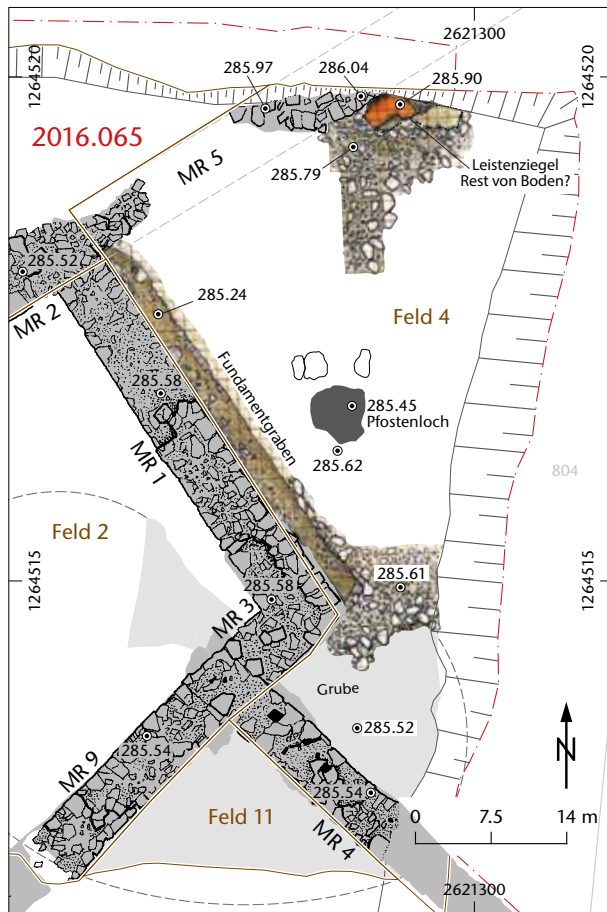 2621300
1264520
1264520
285.97
286.04
285.90
2016.065
MR 5
285.79
Leistenziegel
Rest von Boden?
285.52
MR 2
285.24
Feld 4
Fundamentgraben
285.58
285.45
Pfostenloch
285.62
MR 1
804
Feld 2
1264515
1264515
285.61
285.58
MR 3
Grube
285.52
N
285.54
MR 9
285.54
Feld 11
MR 4
0 7.5 14 m
2621300